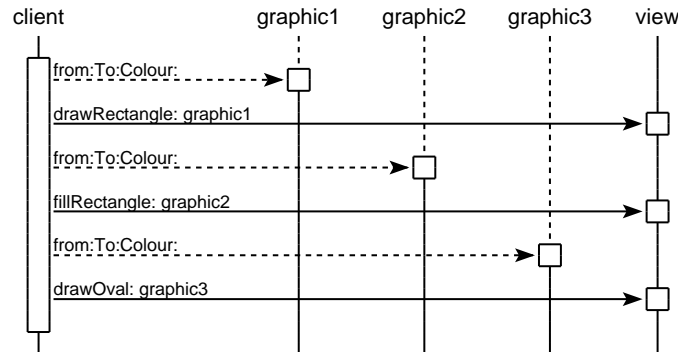 client graphic1 graphic2 graphic3 view
from:To:Colour:
drawRectangle: graphic1
from:To:Colour:
fillRectangle: graphic2
from:To:Colour:
drawOval: graphic3